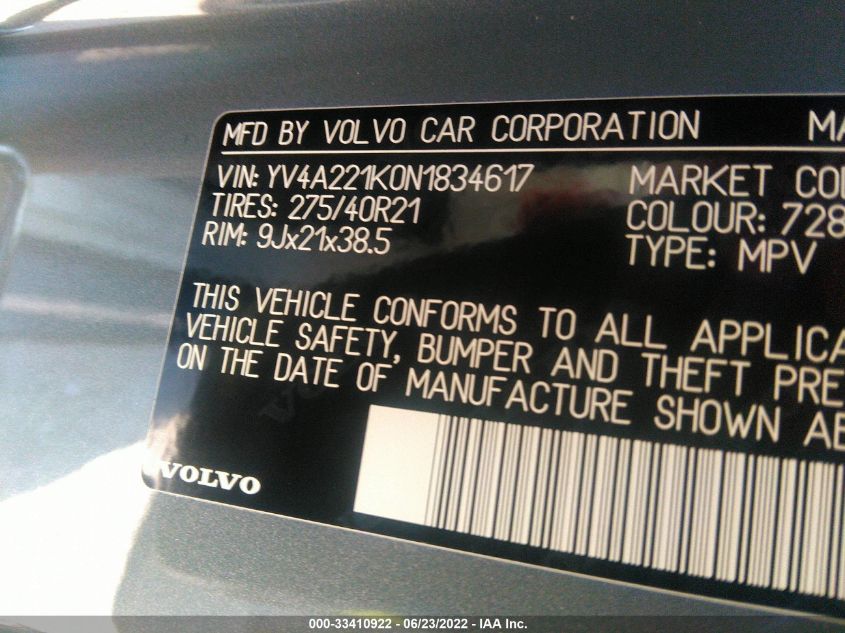 MFD BY VOLVO CAR CORPORATION
VIN: YV4A221K0N1834617 MARKET
TIRES: 275/40R21 COLOUR: 728
RIM: 9Jx21x38.5 TYPE: MPV
THIS VEHICLE CONFORMS TO ALL
VEHICLE SAFETY, BUMPER AND THEFT
ON THE DATE OF MANUFACTURE SHOWN
VOLVO
000-33410922 - 06/23/2022 - IAA Inc.